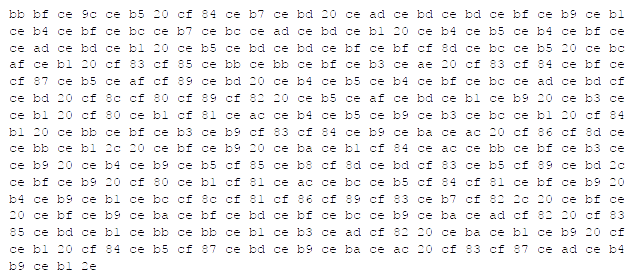 bb bf ce 9c ce b5 20 cf 84 ce b7 ce bd 20 ce ad ce bd ce bd ce bf ce b9 ce b1
ce b4 ce bf ce bc ce b7 ce bc ce ad ce bd ce b1 20 ce b4 ce b5 ce b4 ce bf ce
ce ad ce bd ce b1 20 ce b5 ce bd ce bd ce bf ce bf cf 8d ce bc ce b5 20 ce bc
af ce b1 20 cf 83 cf 85 ce bb ce bb ce bf ce b3 ce ae 20 cf 83 cf 84 ce bf ce
cf 87 ce b5 ce af cf 89 ce bd 20 ce b4 ce b5 ce b4 ce bf ce bc ce ad ce bd cf
ce bd 20 cf 8c cf 80 cf 89 cf 82 20 ce b5 ce af ce bd ce b1 ce b9 20 ce b3 ce
ce b1 20 cf 80 ce b1 cf 81 ce ac ce b4 ce b5 ce b9 ce b3 ce bc ce b1 20 cf 84
b1 20 ce bb ce bf ce b3 ce b9 cf 83 cf 84 ce b9 ce ba ce ac 20 cf 86 cf 8d ce
ce bb ce b1 2c 20 ce bf ce b9 20 ce ba ce b1 cf 84 ce ac ce bb ce bf ce b3 ce
ce b9 20 ce b4 ce b9 ce b5 cf 85 ce b8 cf 8d ce bd cf 83 ce b5 cf 89 ce bd 2c
ce bf ce b9 20 cf 80 ce b1 cf 81 ce ac ce bc ce b5 cf 84 cf 81 ce bf ce b9 20
b4 ce b9 ce b1 ce bc cf 8c cf 81 cf 86 cf 89 cf 83 ce b7 cf 82 2c 20 ce bf ce
20 ce bf ce b9 ce ba ce bf ce bd ce bf ce bc ce b9 ce ba ce ad cf 82 20 cf 83
85 ce bd ce b1 ce bb ce bb ce b1 ce b3 ce ad cf 82 20 ce ba ce b1 ce b9 20 cf
ce b1 20 cf 84 ce b5 cf 87 ce bd ce b9 ce ba ce ac 20 cf 83 cf 87 ce ad ce b4
b9 ce b1 2e